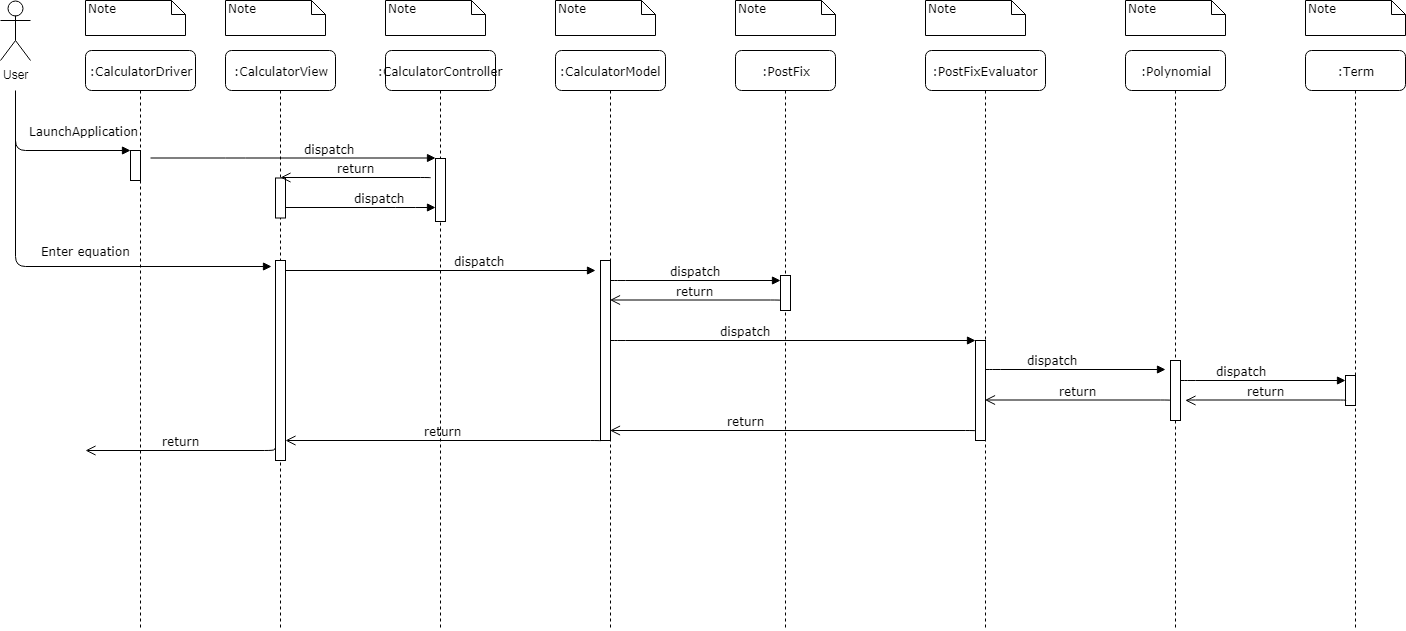 Note
Note
Note
Note
Note
Note
Note
Note
User
:CalculatorDriver
:CalculatorView
:CalculatorController
:CalculatorModel
:PostFix
:PostFixEvaluator
:Polynomial
:Term
LaunchApplication
dispatch
return
dispatch
Enter equation
dispatch
dispatch
return
dispatch
dispatch
dispatch
return
return
return
return
return